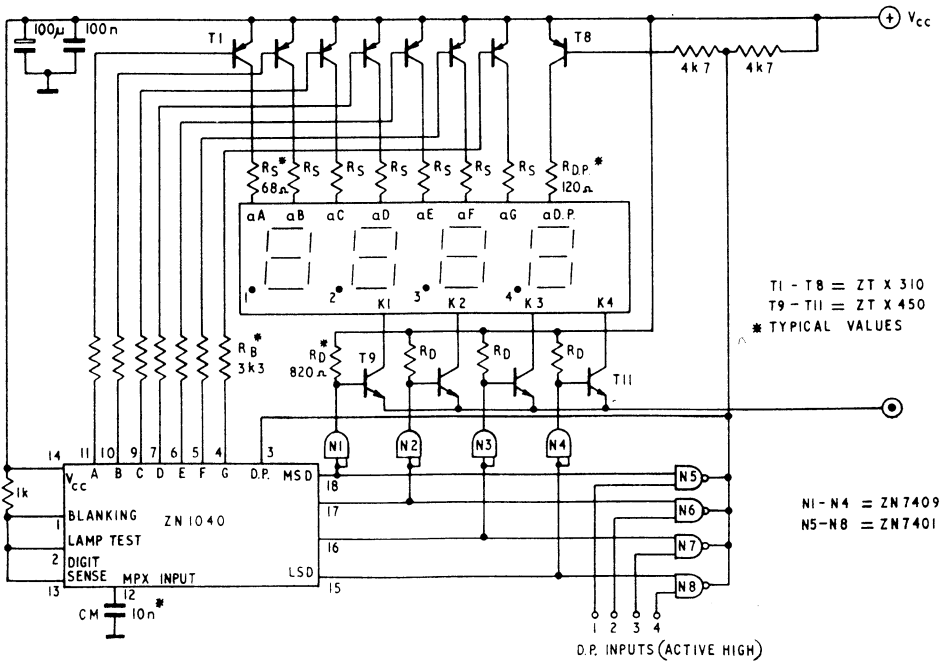 100µ
100n
T1
T8
+ Vcc
4k7
4k7
RS*
68Ω
RS
RS
RS
RS
RS
RS
RD.P.*
120Ω
aA aB aC aD aE aF aG aD.P.
1 2 3 4
K1 K2 K3 K4
T1 - T8 = ZTX310
T9 - T11 = ZTX450
* TYPICAL VALUES
RB*
3k3
RD*
820Ω
T9
RD
RD
RD
T11
14 11 10 9 7 6 5 4 3
N1 N2 N3 N4
Vcc A B C D E F G D.P. MSD
18
1k
BLANKING
1
ZN1040
17
LAMP TEST
2
16
DIGIT
SENSE
13
MPX INPUT
12
LSD
15
CM
10n*
N5
N6
N7
N8
N1-N4 = ZN7409
N5-N8 = ZN7401
1 2 3 4
D.P. INPUTS (ACTIVE HIGH)